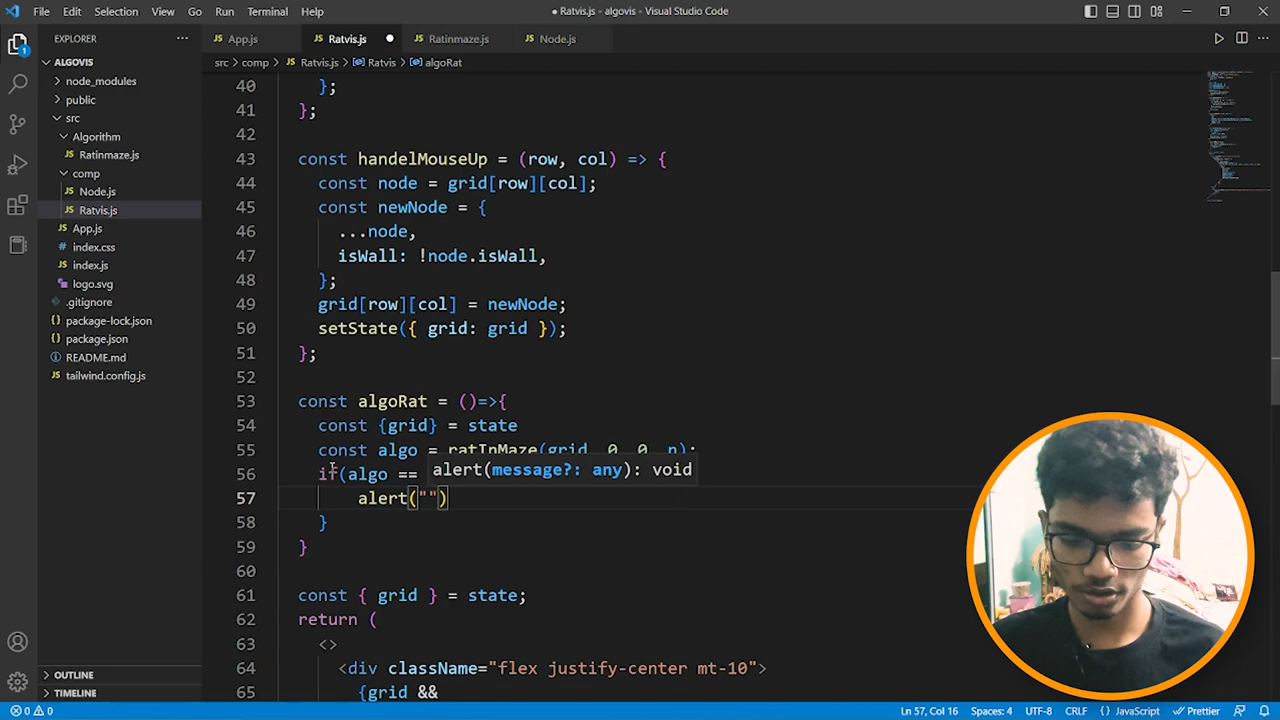 File Edit Selection View Go Run Terminal Help
● Ratvis.js - algovis - Visual Studio Code
EXPLORER
ALGOVIS
node_modules
public
src
Algorithm
JS Ratinmaze.js
comp
JS Node.js
JS Ratvis.js
JS App.js
# index.css
JS index.js
logo.svg
.gitignore
{} package-lock.json
{} package.json
README.md
JS tailwind.config.js
OUTLINE
TIMELINE
1
JS App.js JS Ratvis.js ● JS Ratinmaze.js JS Node.js
src > comp > JS Ratvis.js > Ratvis > algoRat
40 };
41 };
42
43 const handelMouseUp = (row, col) => {
44 const node = grid[row][col];
45 const newNode = {
46 ...node,
47 isWall: !node.isWall,
48 };
49 grid[row][col] = newNode;
50 setState({ grid: grid });
51 };
52
53 const algoRat = ()=>{
54 const {grid} = state
55 const algo = ratInMaze(grid, 0, 0, n);
56 if(algo ==
alert(message?: any): void
57 alert("")
58 }
59 }
60
61 const { grid } = state;
62 return (
63 <>
64 <div className="flex justify-center mt-10">
65 {grid &&
0 0 Ln 57, Col 16 Spaces: 4 UTF-8 CRLF {} JavaScript Prettier